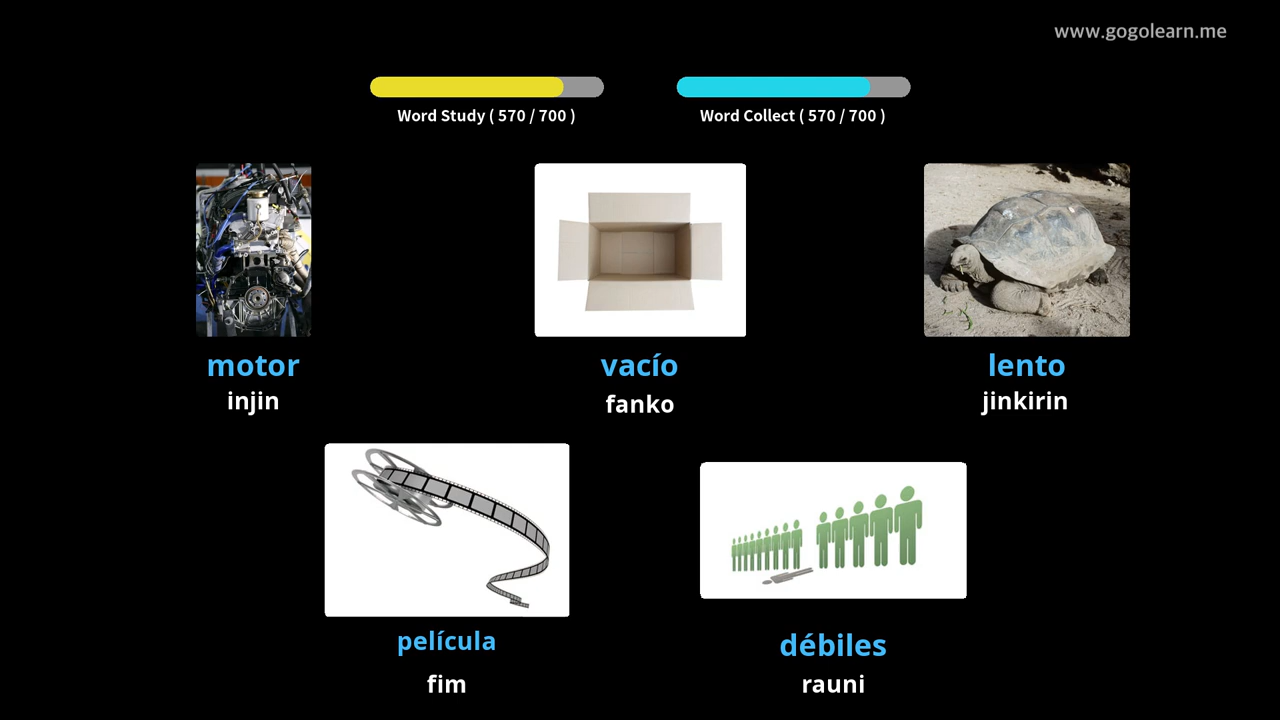 www.gogolearn.me
Word Study ( 570 / 700 )
Word Collect ( 570 / 700 )
motor
injin
vacío
fanko
lento
jinkirin
película
fim
débiles
rauni